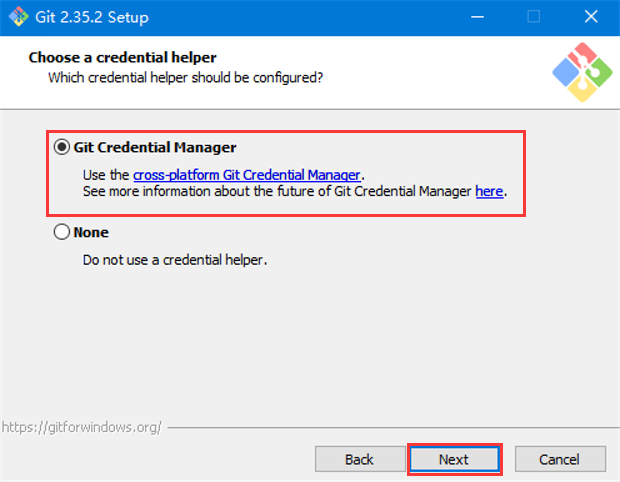 Git 2.35.2 Setup
Choose a credential helper
Which credential helper should be configured?
Git Credential Manager
Use the cross-platform Git Credential Manager.
See more information about the future of Git Credential Manager here.
None
Do not use a credential helper.
https://gitforwindows.org/
Back Next Cancel